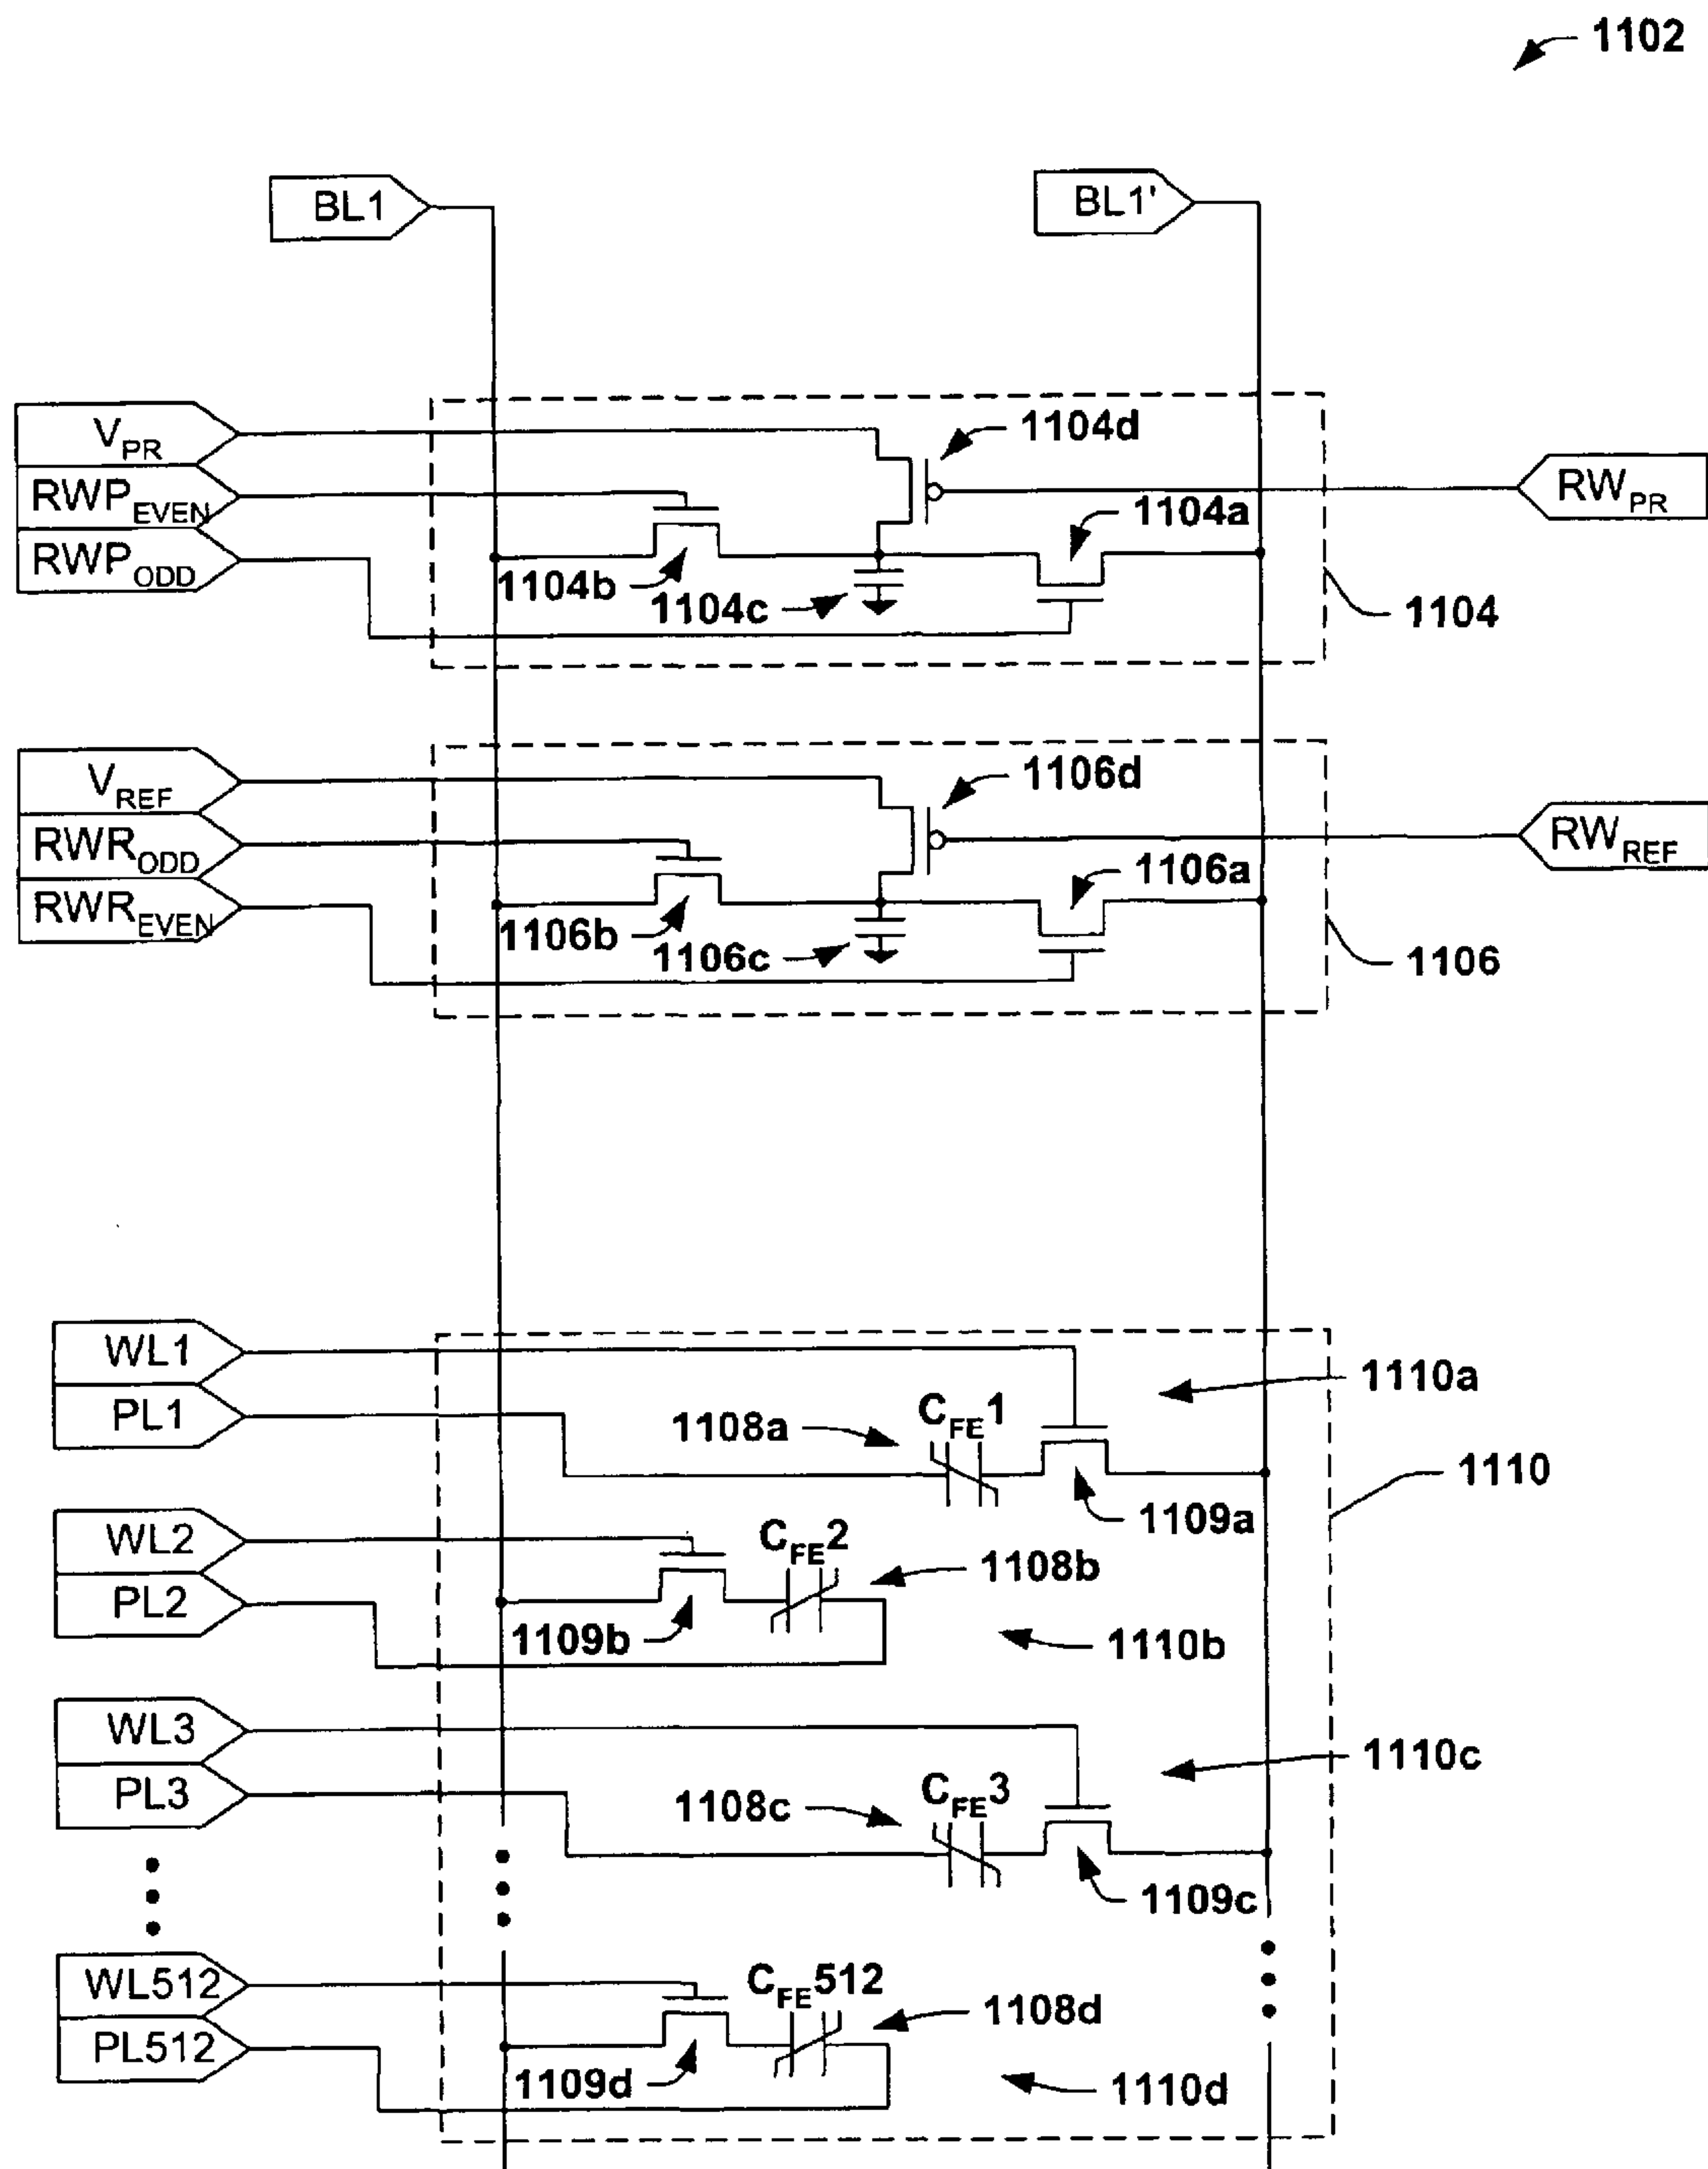 1102
BL1
BL1'
VPR
1104d
RWPEVEN
RWPR
1104a
RWPODD
1104b
1104c
1104
VREF
1106d
RWRODD
RWREF
1106a
RWREVEN
1106b
1106c
1106
WL1
1110a
PL1
1108a
CFE1
1110
1109a
WL2
CFE2
1108b
PL2
1109b
1110b
WL3
1110c
PL3
1108c
CFE3
1109c
WL512
CFE512
1108d
PL512
1109d
1110d